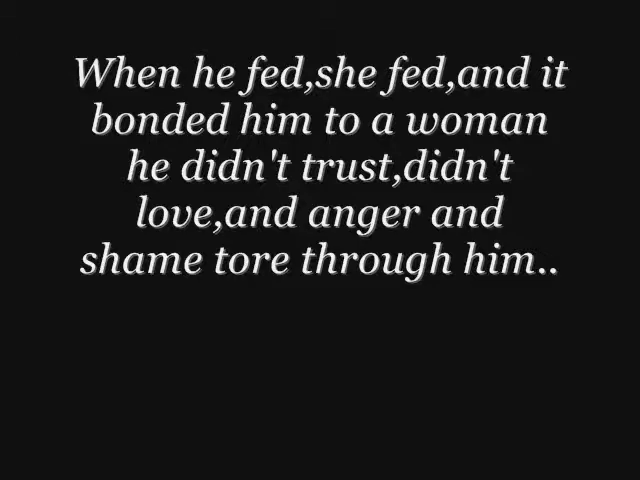 When he fed,she fed,and it
bonded him to a woman
he didn't trust,didn't
love,and anger and
shame tore through him..